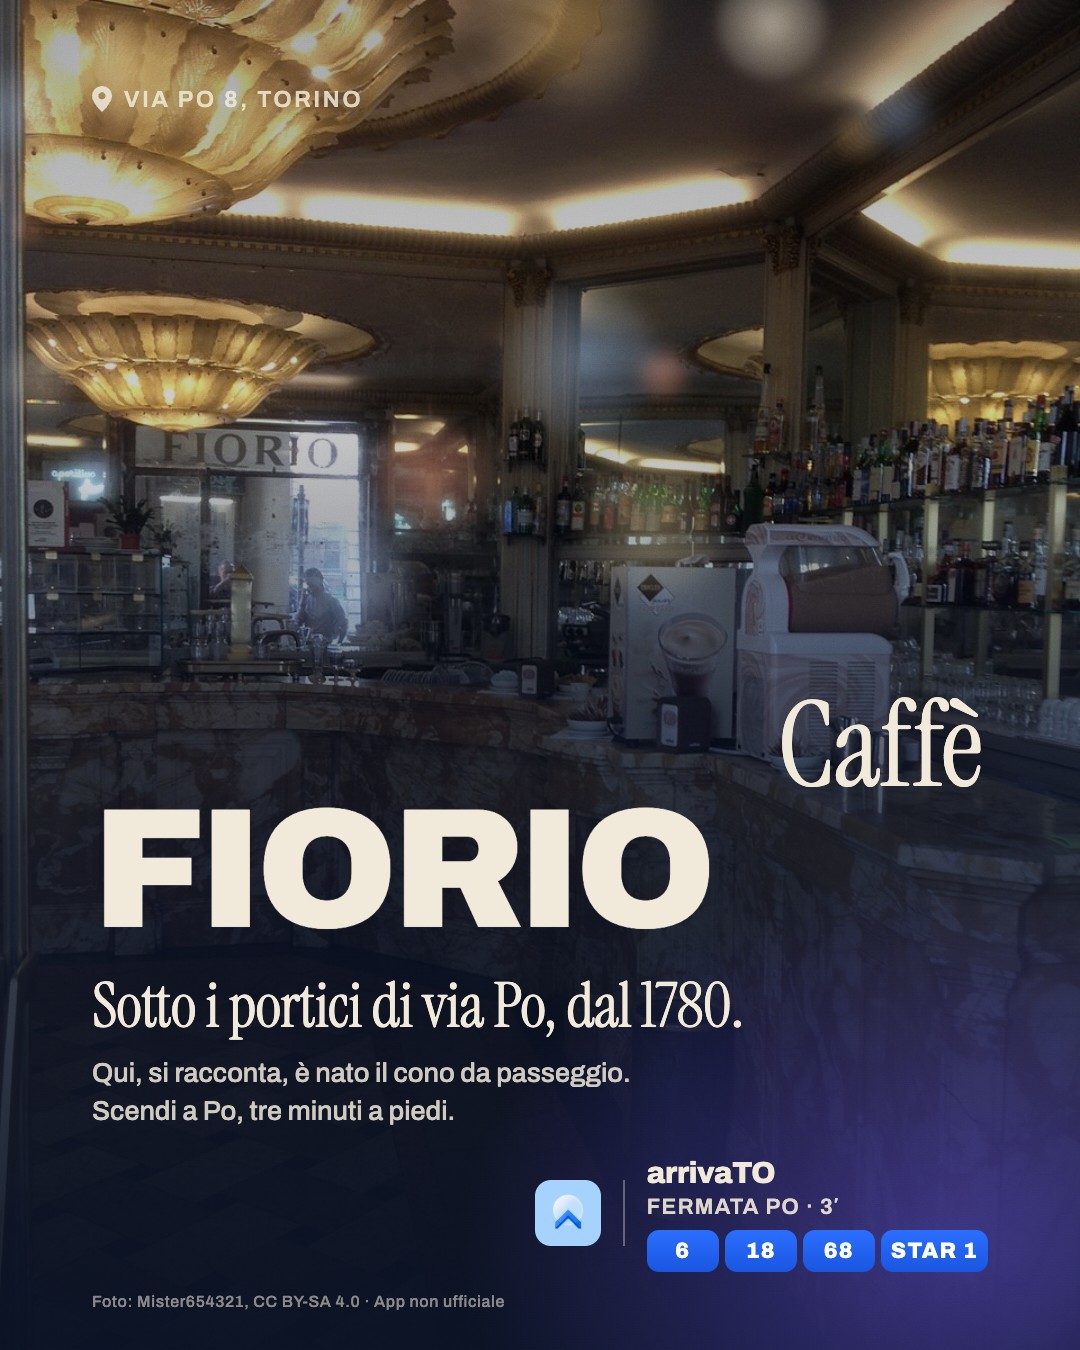 VIA PO 8, TORINO
FIORIO
Caffè
FIORIO
Sotto i portici di via Po, dal 1780.
Qui, si racconta, è nato il cono da passeggio.
Scendi a Po, tre minuti a piedi.
arrivaTO
FERMATA PO · 3′
6 18 68 STAR 1
Foto: Mister654321, CC BY-SA 4.0 · App non ufficiale